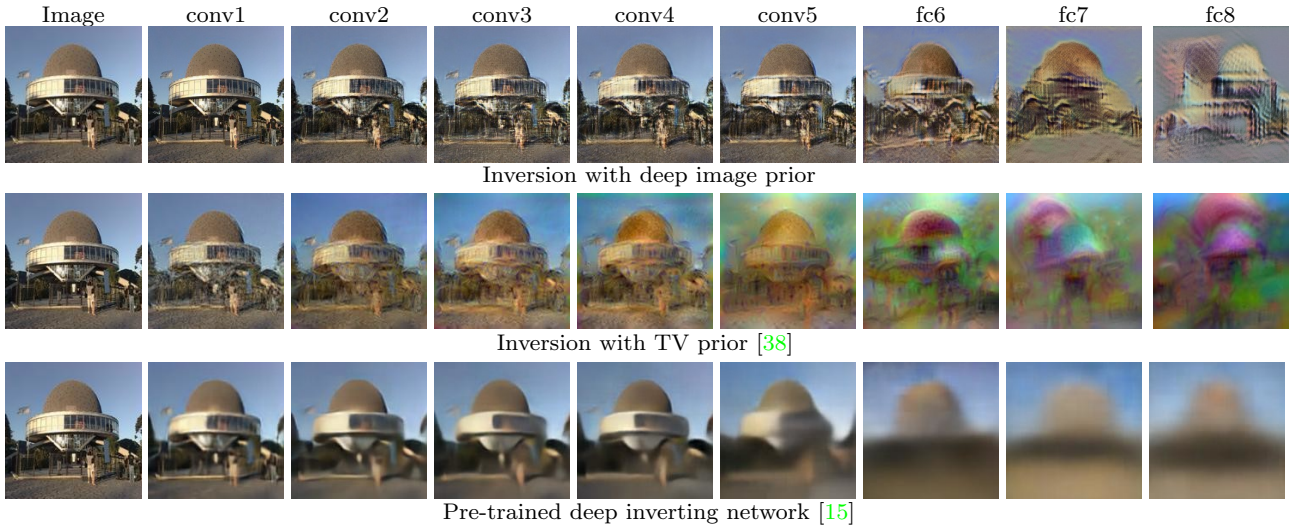 Image conv1 conv2 conv3 conv4 conv5 fc6 fc7 fc8
Inversion with deep image prior
Inversion with TV prior [38]
Pre-trained deep inverting network [15]